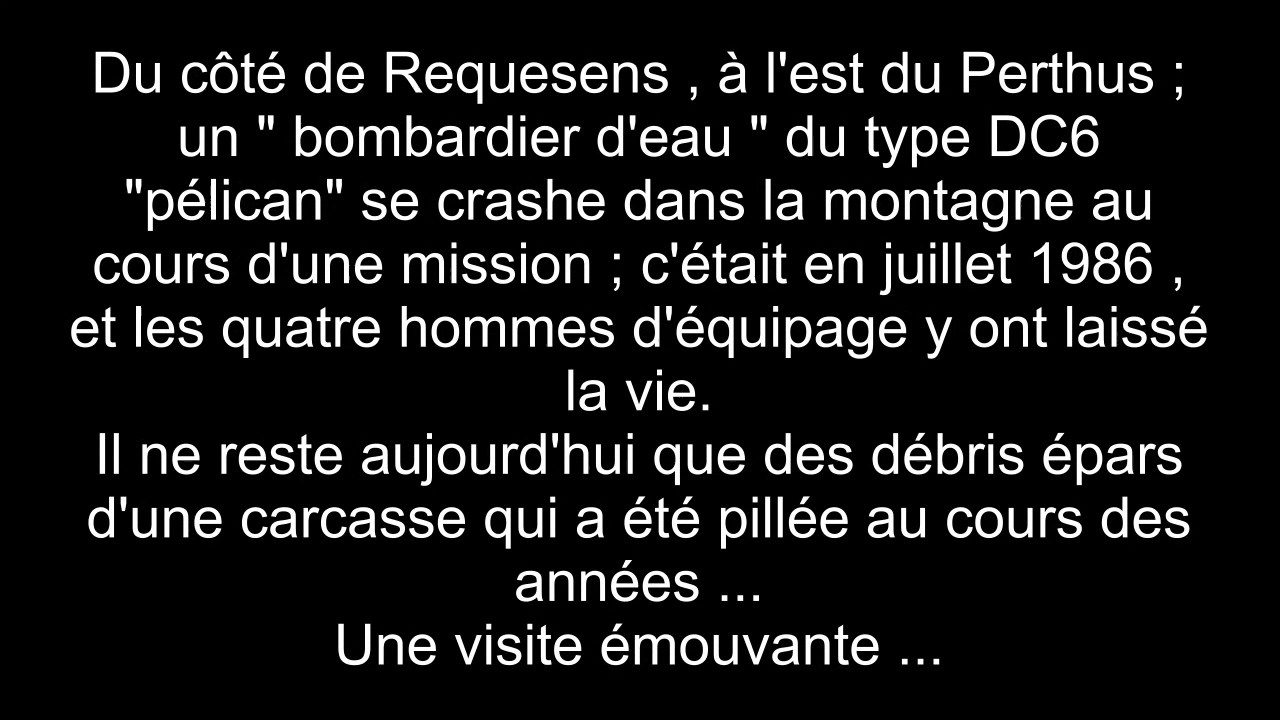 Du côté de Requesens , à l'est du Perthus ;
un " bombardier d'eau " du type DC6
"pélican" se crashe dans la montagne au
cours d'une mission ; c'était en juillet 1986 ,
et les quatre hommes d'équipage y ont laissé
la vie.
Il ne reste aujourd'hui que des débris épars
d'une carcasse qui a été pillée au cours des
années ...
Une visite émouvante ...